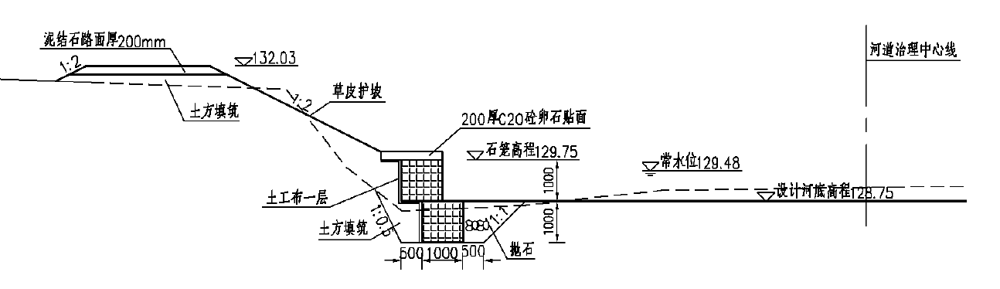 泥结石路面厚200mm
1:2
132.03
河道治理中心线
草皮护坡
1:2
土方填筑
200厚C20砼卵石贴面
石笼高程129.75
常水位129.48
1000
设计河底高程128.75
土工布一层
1:0.5
1:1
1000
土方填筑
抛石
500
1000
500